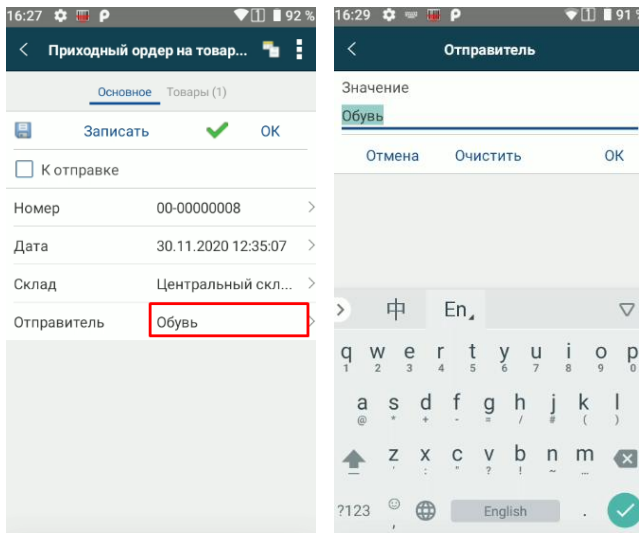 16:27 92 %
Приходный ордер на товар...
Основное Товары (1)
Записать ОК
К отправке
Номер 00-00000008
Дата 30.11.2020 12:35:07
Склад Центральный скл...
Отправитель Обувь
16:29 91 %
Отправитель
Значение
Обувь
Отмена Очистить ОК
中 En
q w e r t y u i o p
1 2 3 4 5 6 7 8 9 0
a s d f g h j k l
@ * + - = / # ( )
z x c v b n m
' : " ? ! ~ ...
?123 , English .